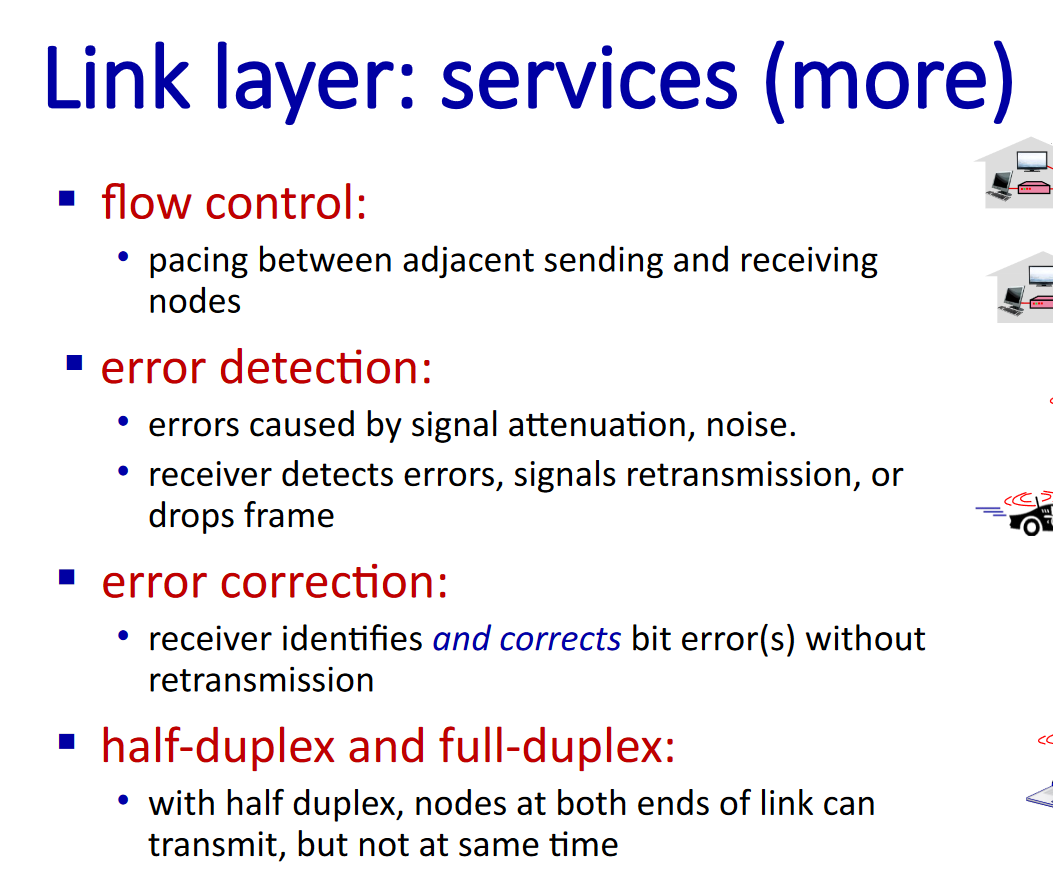 Link layer: services (more)
▪ flow control:
• pacing between adjacent sending and receiving
nodes
▪ error detection:
• errors caused by signal attenuation, noise.
• receiver detects errors, signals retransmission, or
drops frame
▪ error correction:
• receiver identifies and corrects bit error(s) without
retransmission
▪ half-duplex and full-duplex:
• with half duplex, nodes at both ends of link can
transmit, but not at same time